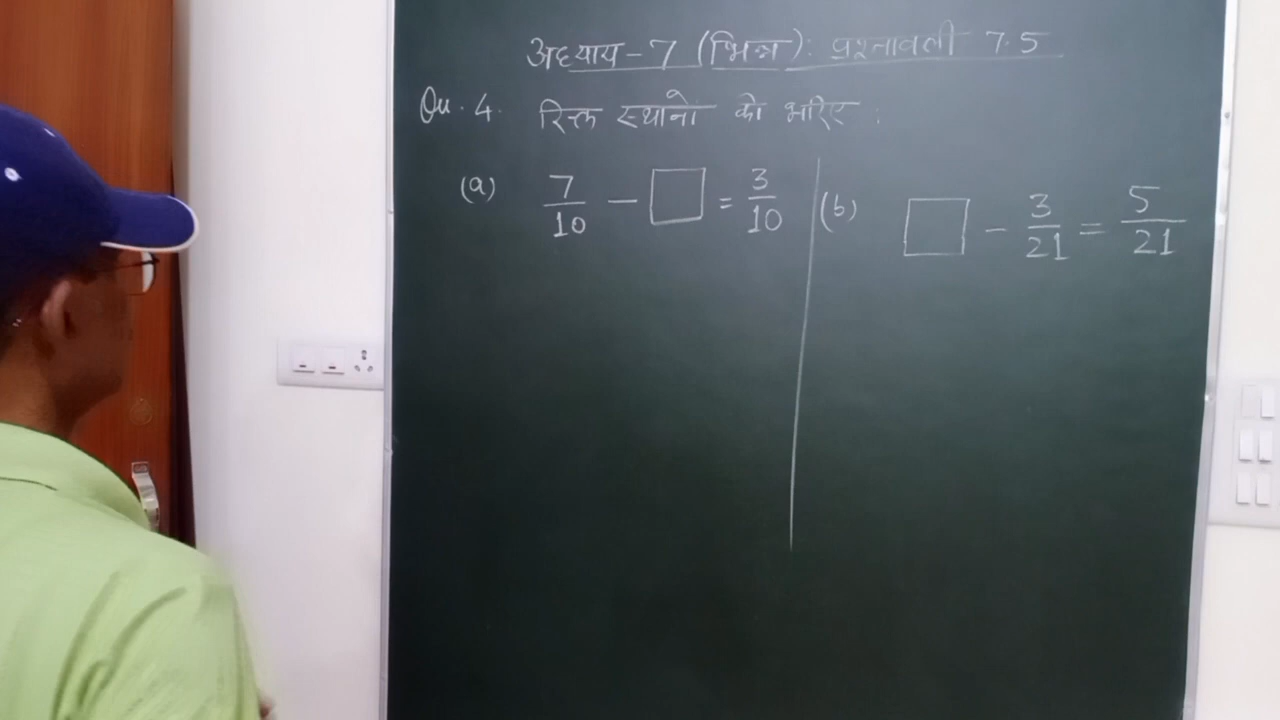 अध्याय-7 (भिन्न): प्रश्नावली 7.5
Qu. 4. रिक्त स्थानो को भरिए :
(a) 7/10 - □ = 3/10
(b) □ - 3/21 = 5/21